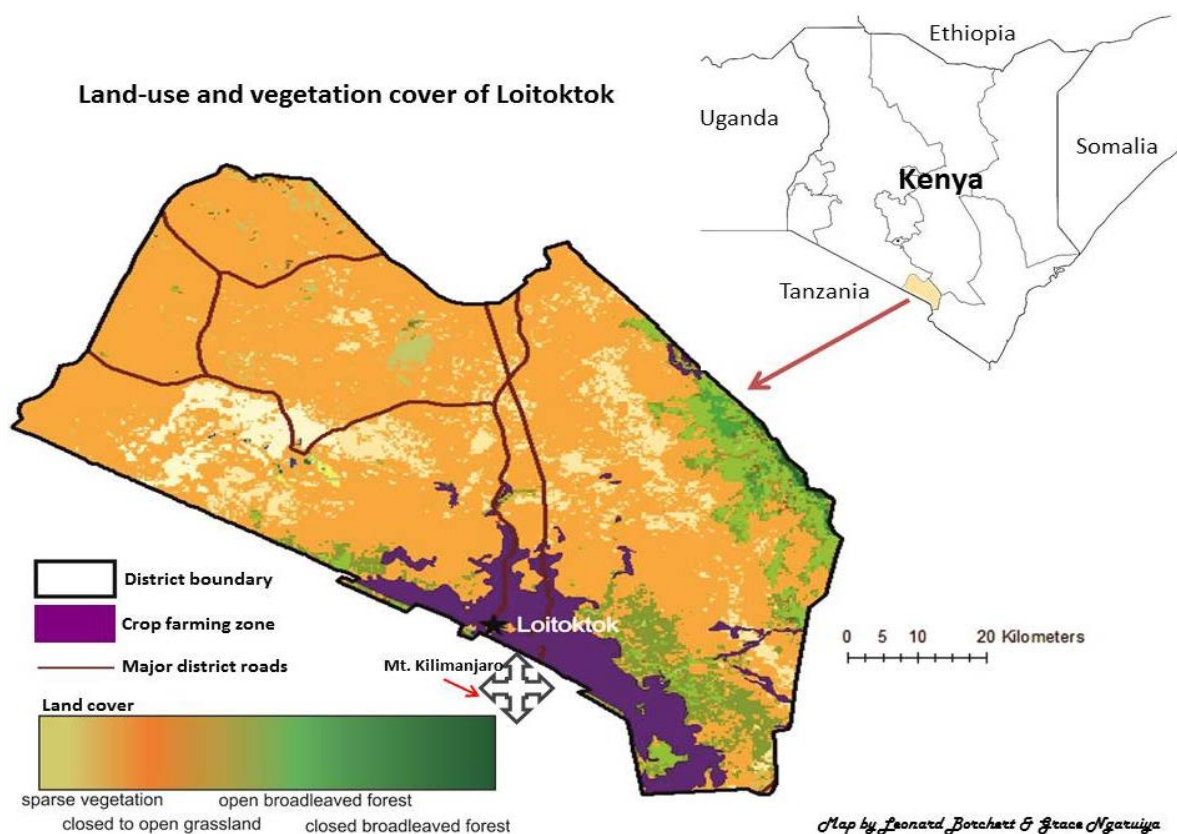 Land-use and vegetation cover of Loitoktok
Ethiopia
Uganda
Somalia
Kenya
Tanzania
District boundary
Crop farming zone
Major district roads
Loitoktok
Mt. Kilimanjaro
0 5 10 20 Kilometers
Land cover
sparse vegetation
closed to open grassland
open broadleaved forest
closed broadleaved forest
Map by Leonard Borchert & Grace Ngaruiya